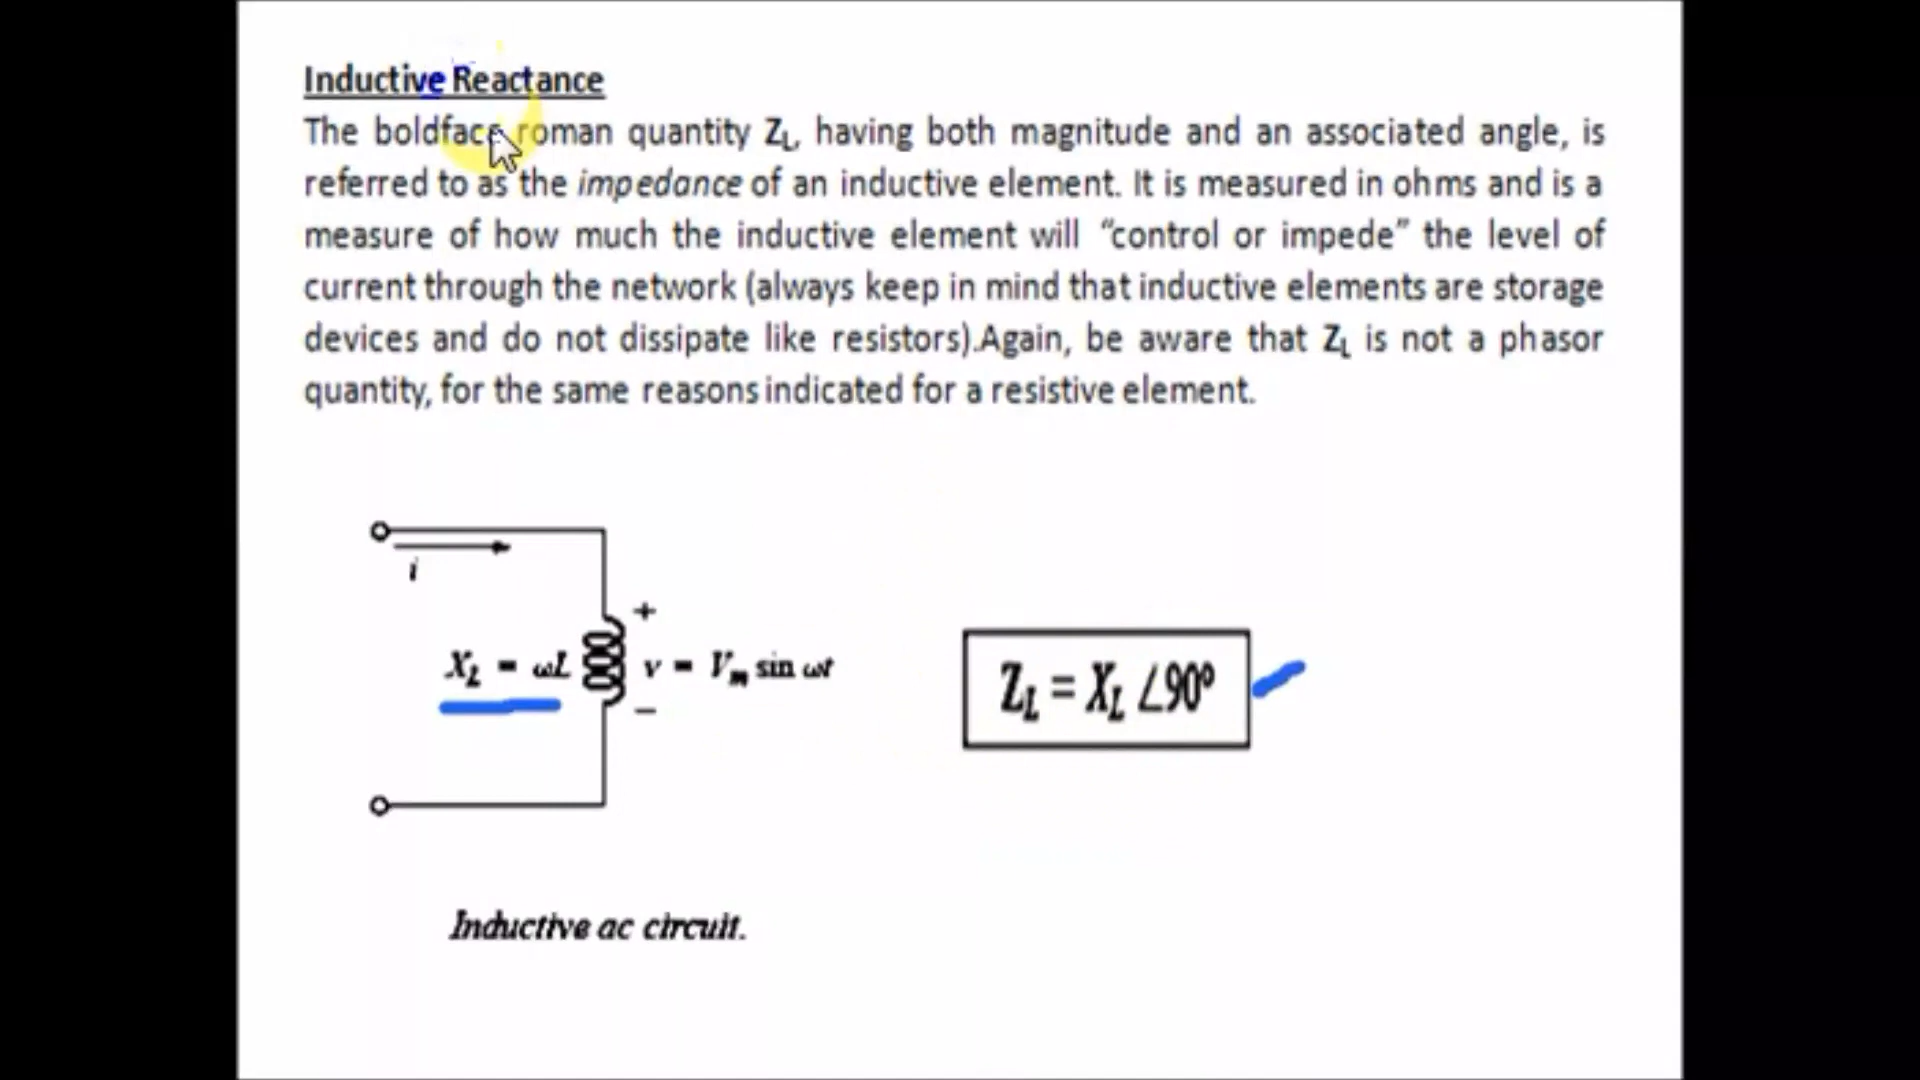 Inductive Reactance
The boldface roman quantity ZL, having both magnitude and an associated angle, is
referred to as the impedance of an inductive element. It is measured in ohms and is a
measure of how much the inductive element will “control or impede” the level of
current through the network (always keep in mind that inductive elements are storage
devices and do not dissipate like resistors).Again, be aware that ZL is not a phasor
quantity, for the same reasons indicated for a resistive element.
i
+
XL = ωL
v = Vm sin ωt
−
ZL = XL ∠90º
Inductive ac circuit.